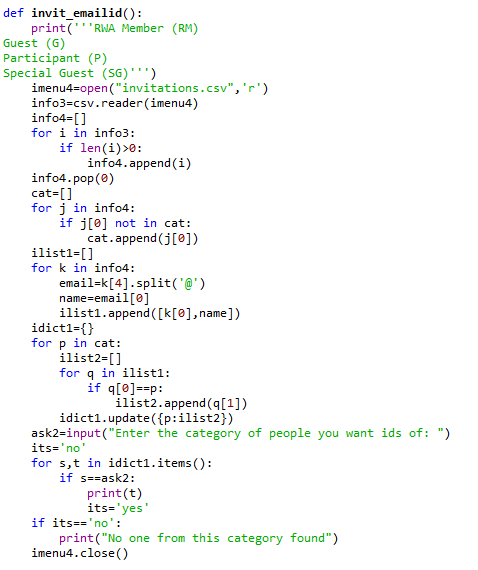 def invit_emailid():
    print('''RWA Member (RM)
Guest (G)
Participant (P)
Special Guest (SG)''')
    imenu4=open("invitations.csv",'r')
    info3=csv.reader(imenu4)
    info4=[]
    for i in info3:
        if len(i)>0:
            info4.append(i)
    info4.pop(0)
    cat=[]
    for j in info4:
        if j[0] not in cat:
            cat.append(j[0])
    ilist1=[]
    for k in info4:
        email=k[4].split('@')
        name=email[0]
        ilist1.append([k[0],name])
    idict1={}
    for p in cat:
        ilist2=[]
        for q in ilist1:
            if q[0]==p:
                ilist2.append(q[1])
        idict1.update({p:ilist2})
    ask2=input("Enter the category of people you want ids of: ")
    its='no'
    for s,t in idict1.items():
        if s==ask2:
            print(t)
            its='yes'
    if its=='no':
        print("No one from this category found")
    imenu4.close()